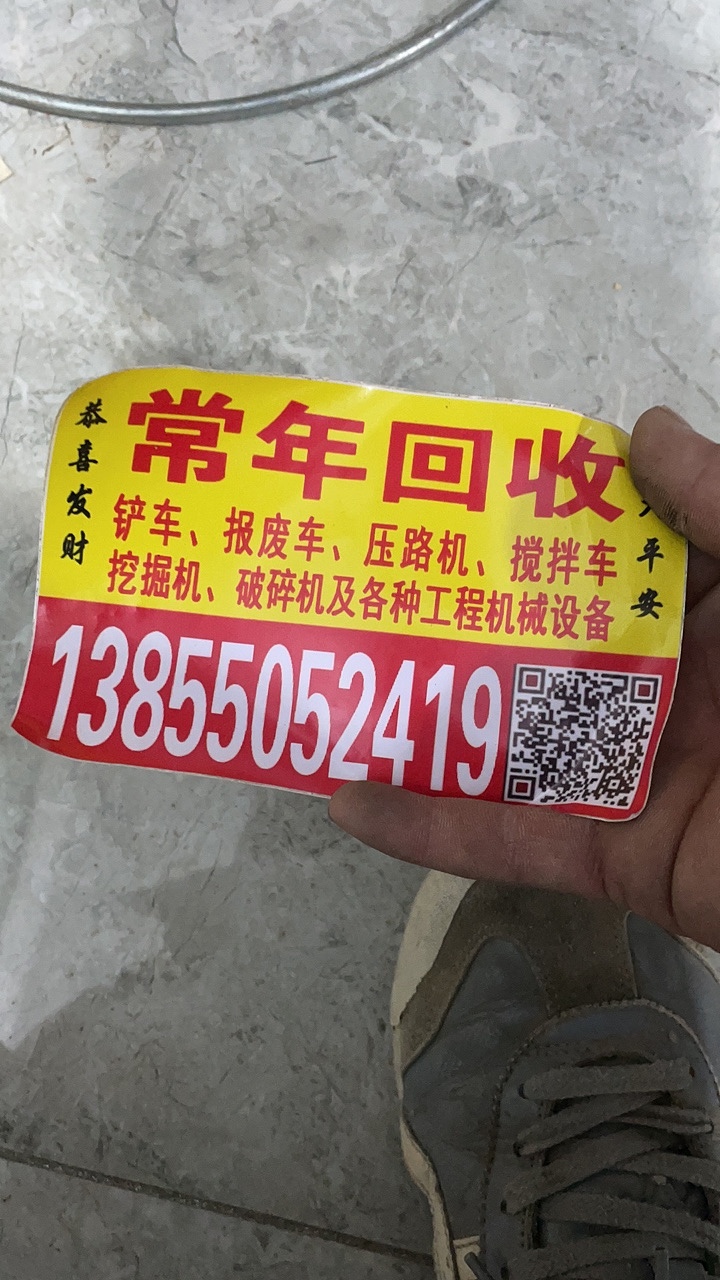 恭喜发财
常年回收
铲车、报废车、压路机、搅拌车
挖掘机、破碎机及各种工程机械设备
平安
13855052419